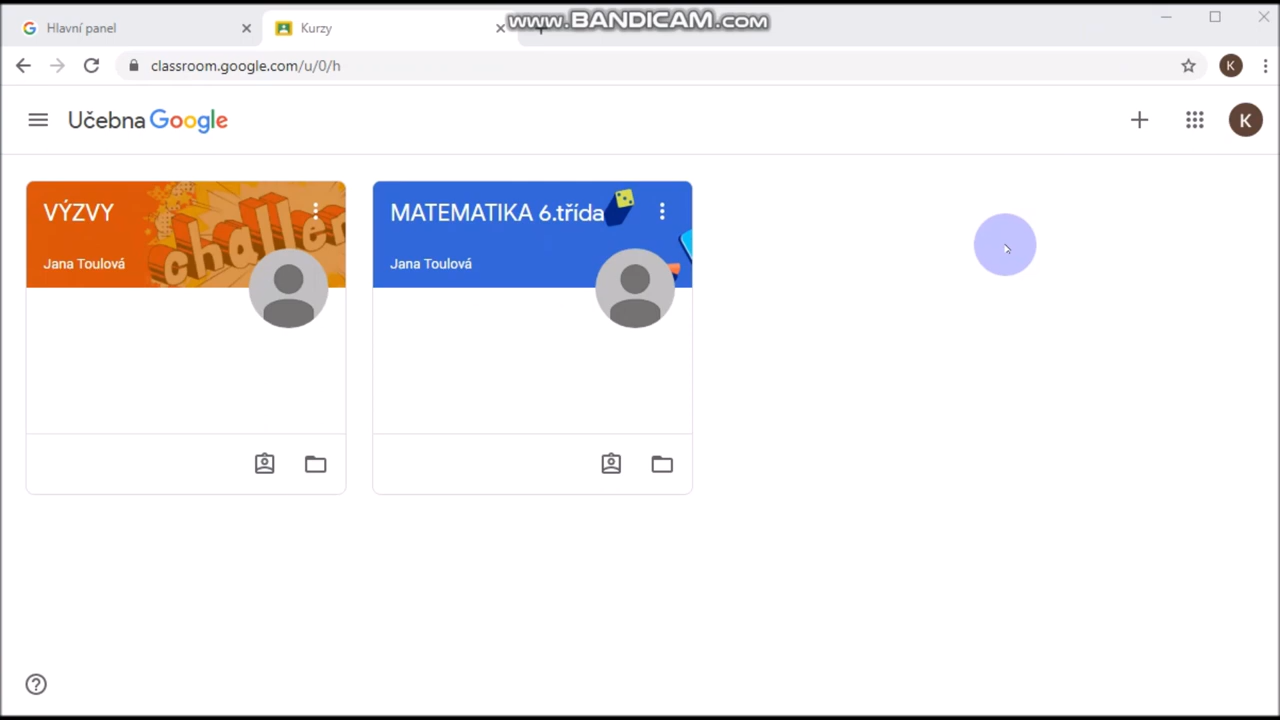 Hlavní panel
Kurzy
www.BANDICAM.com
classroom.google.com/u/0/h
K
Učebna Google
K
VÝZVY
Jana Toulová
challen
MATEMATIKA 6.třída
Jana Toulová